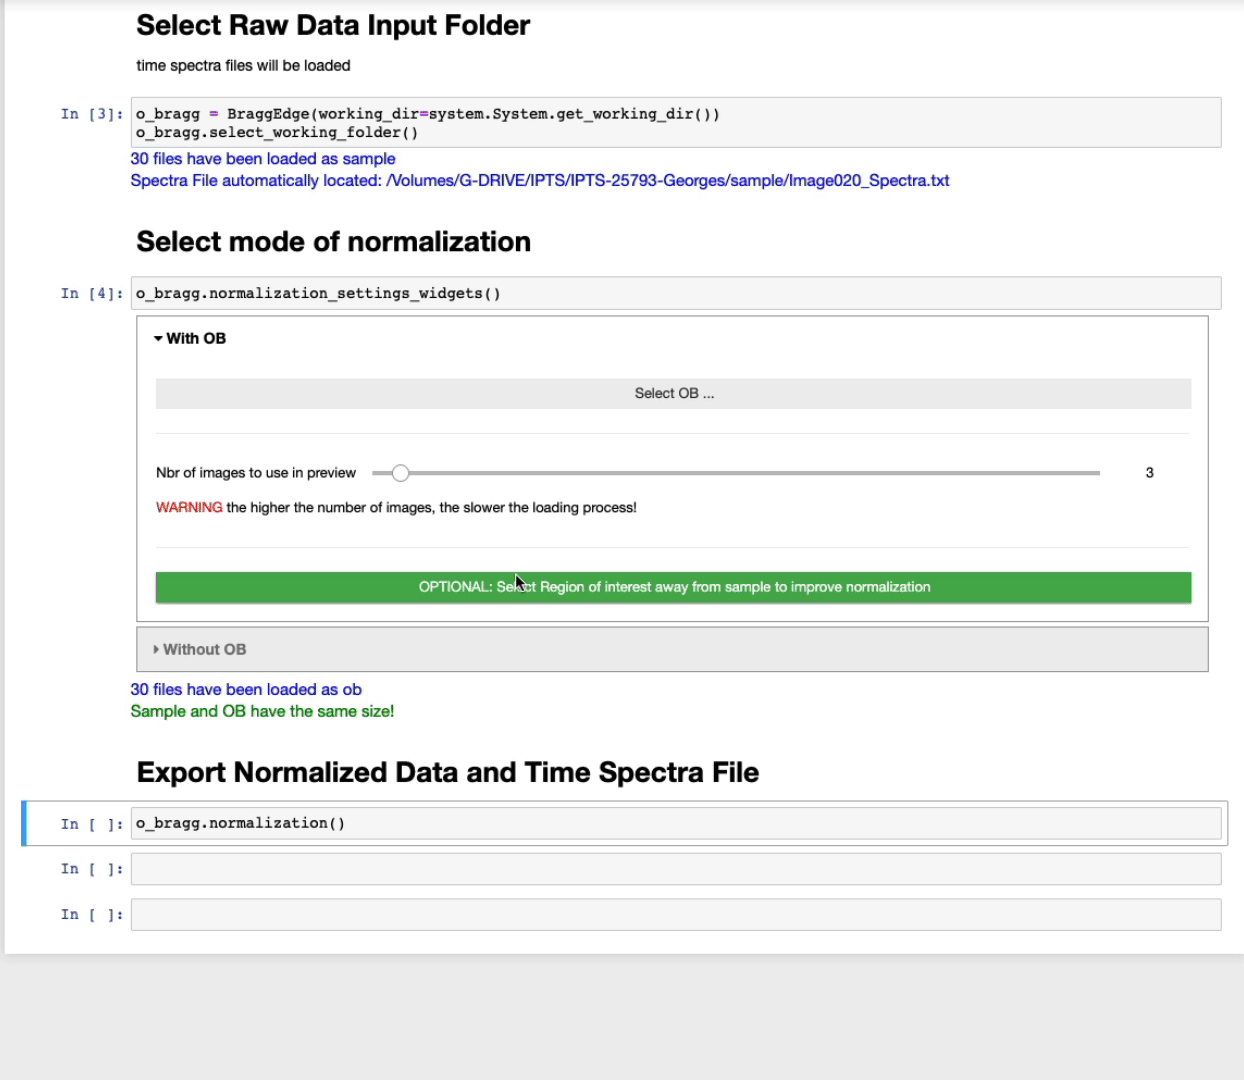 Select Raw Data Input Folder
time spectra files will be loaded
In [3]: o_bragg = BraggEdge(working_dir=system.System.get_working_dir())
o_bragg.select_working_folder()
30 files have been loaded as sample
Spectra File automatically located: /Volumes/G-DRIVE/IPTS/IPTS-25793-Georges/sample/Image020_Spectra.txt
Select mode of normalization
In [4]: o_bragg.normalization_settings_widgets()
With OB
Select OB ...
Nbr of images to use in preview 3
WARNING the higher the number of images, the slower the loading process!
OPTIONAL: Select Region of interest away from sample to improve normalization
Without OB
30 files have been loaded as ob
Sample and OB have the same size!
Export Normalized Data and Time Spectra File
In [ ]: o_bragg.normalization()
In [ ]:
In [ ]: